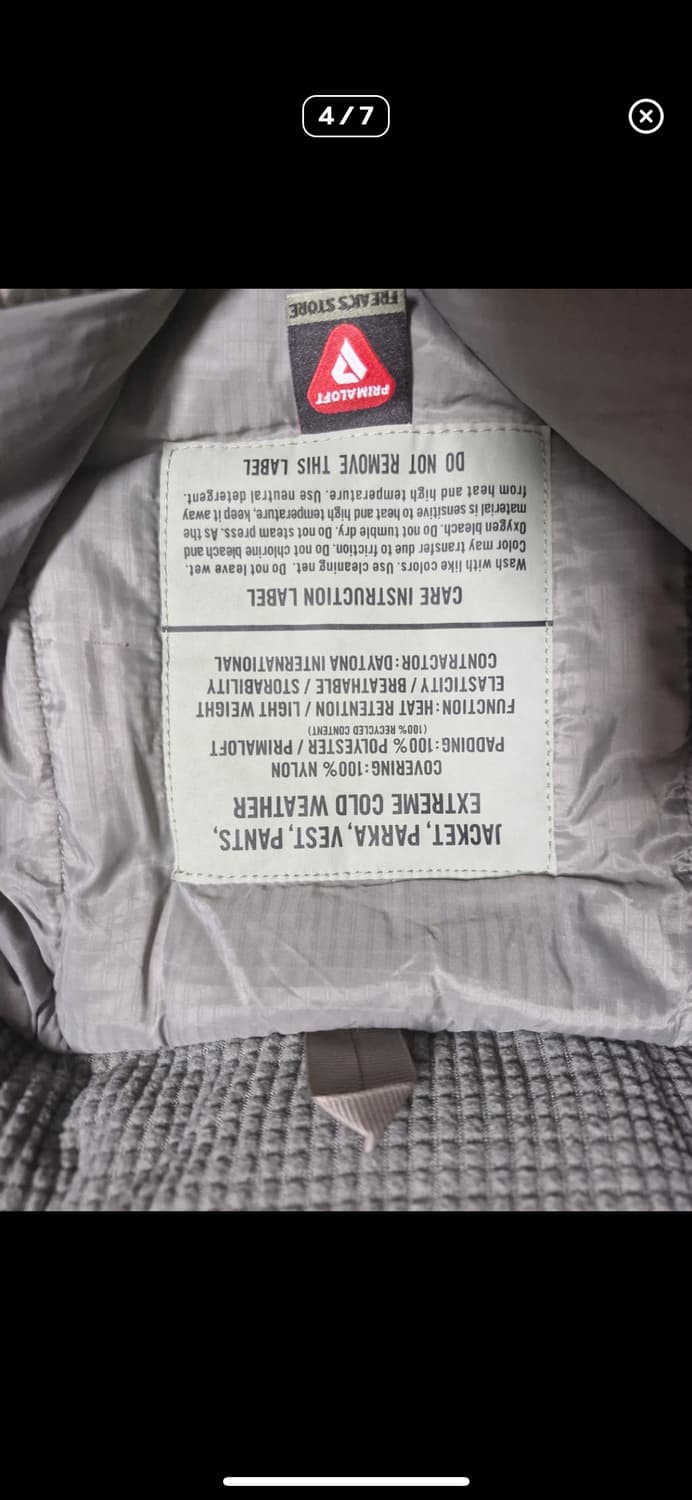 4/7
JACKET, PARKA, VEST, PANTS,
EXTREME COLD WEATHER
COVERING:100% NYLON
PADDING:100% POLYESTER / PRIMALOFT
(100% RECYCLED CONTENT)
FUNCTION:HEAT RETENTION / LIGHT WEIGHT
ELASTICITY / BREATHABLE / STORABILITY
CONTRACTOR:DAYTONA INTERNATIONAL
CARE INSTRUCTION LABEL
Wash with like colors. Use cleaning net. Do not leave wet.
Color may transfer due to friction. Do not chlorine bleach and
Oxygen bleach. Do not tumble dry. Do not steam press. As the
material is sensitive to heat and high temperature, keep it away
from heat and high temperature. Use neutral detergent.
DO NOT REMOVE THIS LABEL
PRIMALOFT
FREAK'S STORE